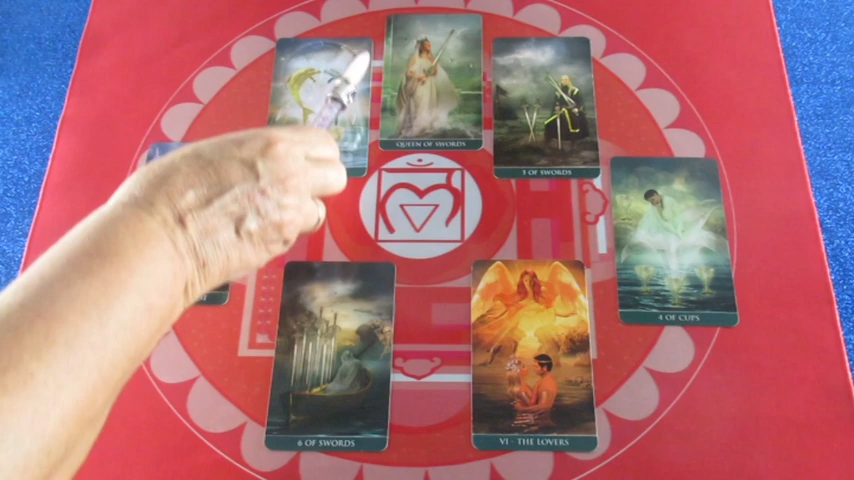 QUEEN OF SWORDS
5 OF SWORDS
4 OF CUPS
6 OF SWORDS
VI · THE LOVERS